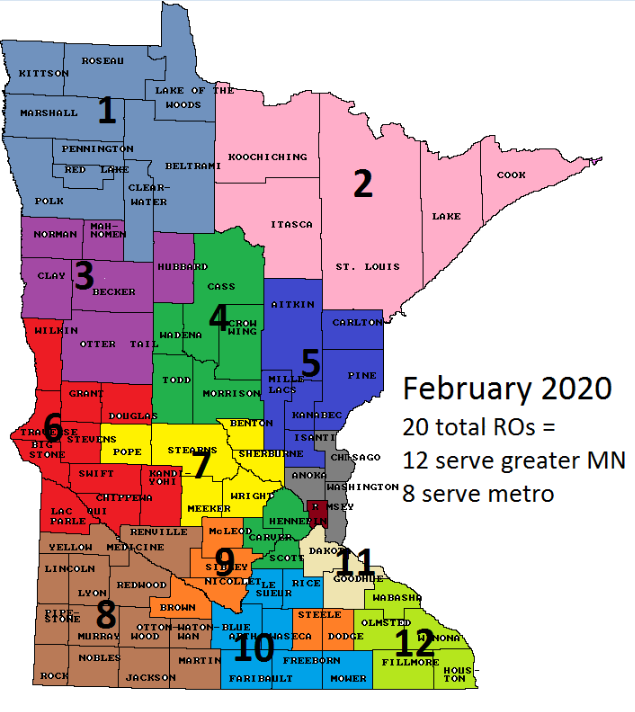 KITTSON
ROSEAU
LAKE OF THE
WOODS
MARSHALL
1
PENNINGTON
RED LAKE
BELTRAMI
CLEAR-
WATER
POLK
KOOCHICHING
2
COOK
LAKE
ITASCA
ST. LOUIS
NORMAN
MAH-
NOMEN
CLAY
3
BECKER
HUBBARD
CASS
WILKIN
OTTER TAIL
WADENA
4
CROW
WING
AITKIN
CARLTON
5
PINE
TODD
MORRISON
MILLE
LACS
KANABEC
GRANT
DOUGLAS
6
TRAVERSE
BIG
STONE
STEVENS
POPE
STEARNS
7
BENTON
SHERBURNE
ISANTI
CHISAGO
ANOKA
WASHINGTON
SWIFT
KANDI-
YOHI
CHIPPEWA
LAC QUI
PARLE
MEEKER
WRIGHT
HENNEPIN
R MSEY
February 2020
20 total ROs =
12 serve greater MN
8 serve metro
RENVILLE
McLEOD
CARVER
SCOTT
DAKOTA
11
GOODHUE
YELLOW MEDICINE
9
SIBLEY
NICOLLET
LE
SUEUR
RICE
WABASHA
LINCOLN
LYON
REDWOOD
BROWN
STEELE
DODGE
OLMSTED
12
WINONA
PIPE-
STONE
8
MURRAY
COTTON-
WOOD
WATON-
WAN
BLUE
EARTH
WASECA
10
ROCK
NOBLES
JACKSON
MARTIN
FARIBAULT
FREEBORN
MOWER
FILLMORE
HOUS-
TON